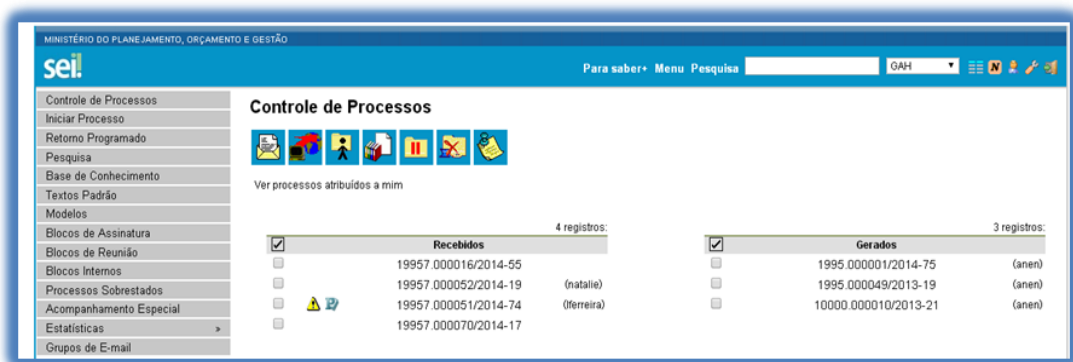 MINISTÉRIO DO PLANEJAMENTO, ORÇAMENTO E GESTÃO
sei!
Para saber+ Menu Pesquisa GAH
Controle de Processos
Iniciar Processo
Retorno Programado
Pesquisa
Base de Conhecimento
Textos Padrão
Modelos
Blocos de Assinatura
Blocos de Reunião
Blocos Internos
Processos Sobrestados
Acompanhamento Especial
Estatísticas »
Grupos de E-mail
Controle de Processos
Ver processos atribuídos a mim
4 registros:
Recebidos
19957.000016/2014-55
19957.000052/2014-19 (natalie)
19957.000051/2014-74 (lferreira)
19957.000070/2014-17
3 registros:
Gerados
1995.000001/2014-75 (anen)
1995.000049/2013-19 (anen)
10000.000010/2013-21 (anen)